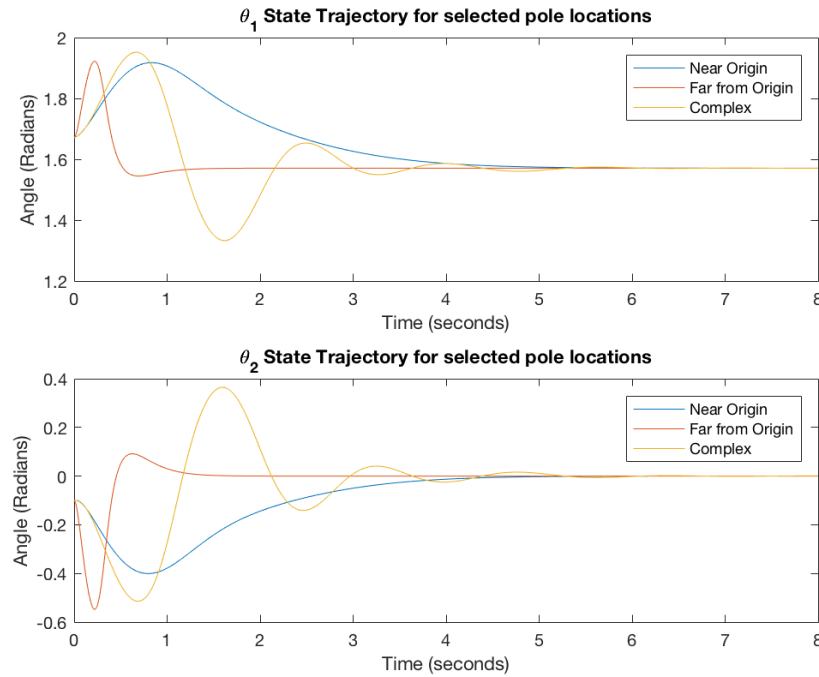 θ₁ State Trajectory for selected pole locations
Angle (Radians)
2
1.8
1.6
1.4
1.2
Near Origin
Far from Origin
Complex
0 1 2 3 4 5 6 7 8
Time (seconds)
θ₂ State Trajectory for selected pole locations
Angle (Radians)
0.4
0.2
0
-0.2
-0.4
-0.6
Near Origin
Far from Origin
Complex
0 1 2 3 4 5 6 7 8
Time (seconds)